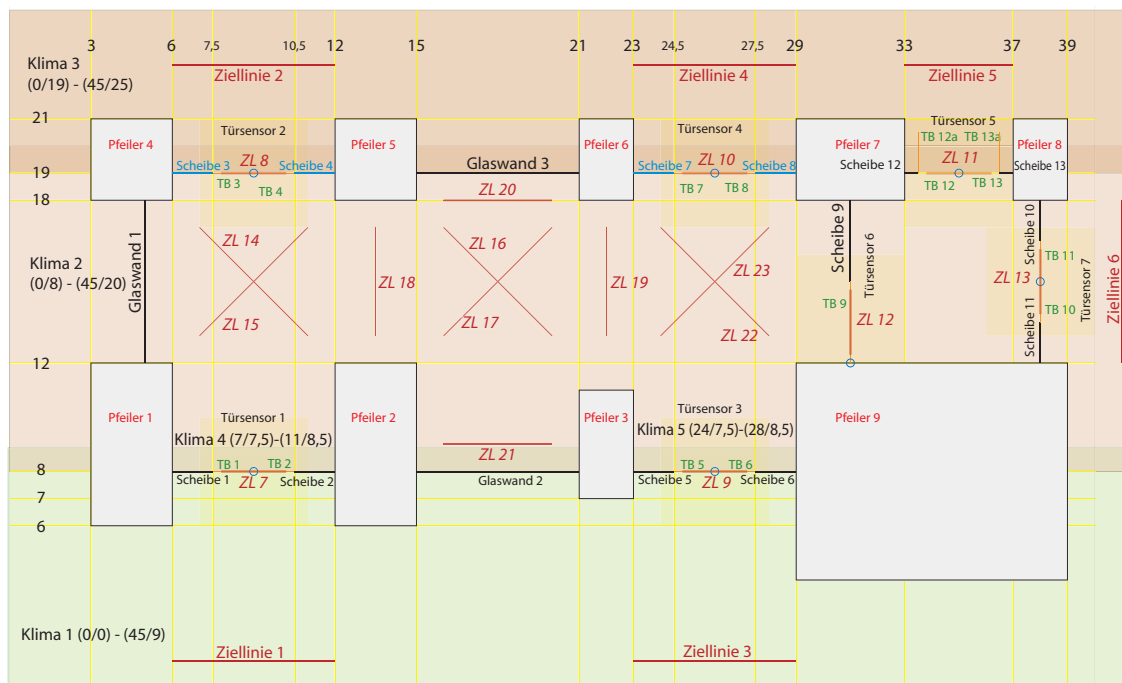 3 6 7,5 10,5 12 15 21 23 24,5 27,5 29 33 37 39
Klima 3
(0/19) - (45/25)
Ziellinie 2
Ziellinie 4
Ziellinie 5
21
Pfeiler 4
Türsensor 2
Pfeiler 5
Pfeiler 6
Türsensor 4
Pfeiler 7
Türsensor 5
TB 12a TB 13a
Pfeiler 8
19
Scheibe 3
ZL 8
Scheibe 4
Glaswand 3
Scheibe 7
ZL 10
Scheibe 8
Scheibe 12
ZL 11
Scheibe 13
TB 3
TB 4
ZL 20
TB 7
TB 8
TB 12
TB 13
18
Klima 2
(0/8) - (45/20)
Glaswand 1
ZL 14
ZL 15
ZL 18
ZL 16
ZL 17
ZL 19
ZL 23
ZL 22
Scheibe 9
Türsensor 6
TB 9
ZL 12
Scheibe 10
ZL 13
TB 11
TB 10
Scheibe 11
Türsensor 7
Ziellinie 6
12
Pfeiler 1
Türsensor 1
Klima 4 (7/7,5)-(11/8,5)
Pfeiler 2
Pfeiler 3
Türsensor 3
Klima 5 (24/7,5)-(28/8,5)
Pfeiler 9
8
TB 1
TB 2
Scheibe 1
ZL 7
Scheibe 2
ZL 21
Glaswand 2
TB 5
TB 6
Scheibe 5
ZL 9
Scheibe 6
7
6
Klima 1 (0/0) - (45/9)
Ziellinie 1
Ziellinie 3